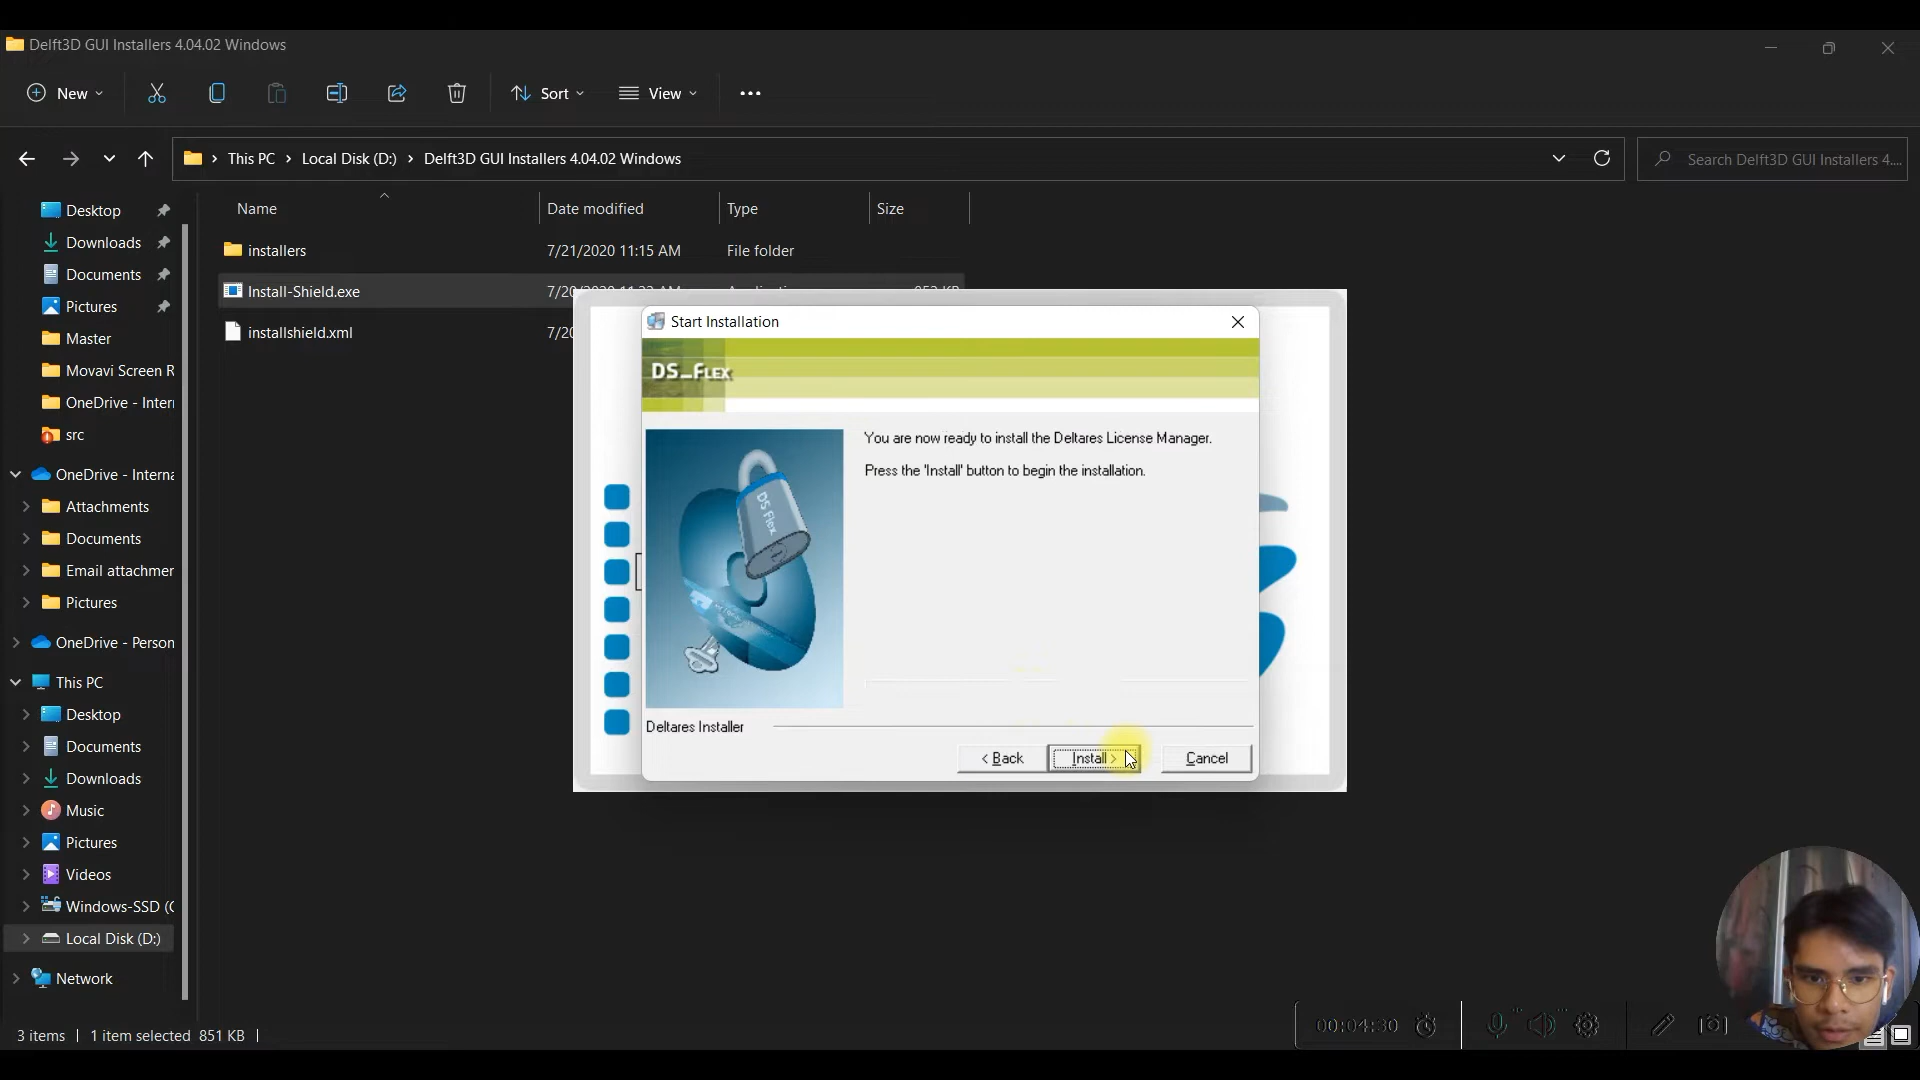 Delft3D GUI Installers 4.04.02 Windows
New
Sort
View
This PC
Local Disk (D:)
Delft3D GUI Installers 4.04.02 Windows
Search Delft3D GUI Installers 4....
Name
Date modified
Type
Size
installers
7/21/2020 11:15 AM
File folder
Install-Shield.exe
installshield.xml
Desktop
Downloads
Documents
Pictures
Master
Movavi Screen R
OneDrive - Inter
src
OneDrive - Interna
Attachments
Documents
Email attachmer
Pictures
OneDrive - Person
This PC
Desktop
Documents
Downloads
Music
Pictures
Videos
Windows-SSD (C
Local Disk (D:)
Network
3 items
1 item selected 851 KB
Start Installation
DS_FLEX
You are now ready to install the Deltares License Manager.
Press the 'Install' button to begin the installation.
DS Flex
Deltares Installer
< Back
Install >
Cancel
00:04:30